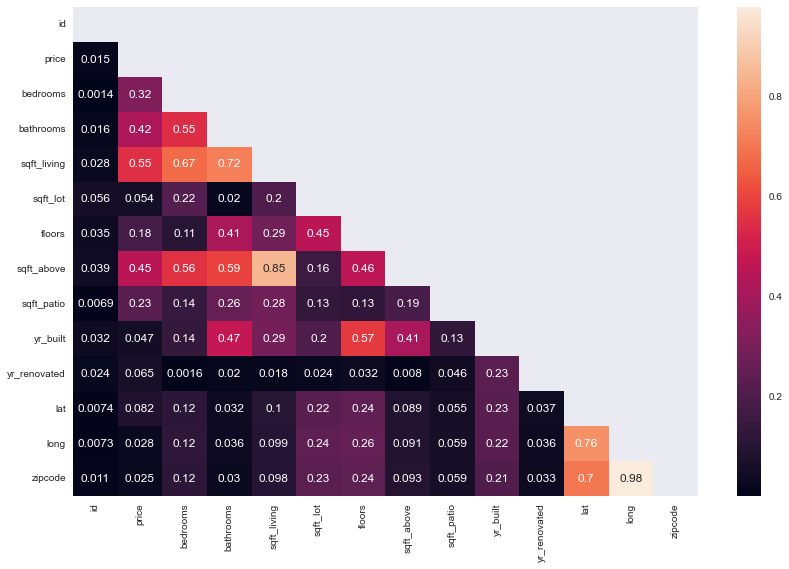 id
price 0.015
bedrooms 0.0014 0.32
bathrooms 0.016 0.42 0.55
sqft_living 0.028 0.55 0.67 0.72
sqft_lot 0.056 0.054 0.22 0.02 0.2
floors 0.035 0.18 0.11 0.41 0.29 0.45
sqft_above 0.039 0.45 0.56 0.59 0.85 0.16 0.46
sqft_patio 0.0069 0.23 0.14 0.26 0.28 0.13 0.13 0.19
yr_built 0.032 0.047 0.14 0.47 0.29 0.2 0.57 0.41 0.13
yr_renovated 0.024 0.065 0.0016 0.02 0.018 0.024 0.032 0.008 0.046 0.23
lat 0.0074 0.082 0.12 0.032 0.1 0.22 0.24 0.089 0.055 0.23 0.037
long 0.0073 0.028 0.12 0.036 0.099 0.24 0.26 0.091 0.059 0.22 0.036 0.76
zipcode 0.011 0.025 0.12 0.03 0.098 0.23 0.24 0.093 0.059 0.21 0.033 0.7 0.98
id price bedrooms bathrooms sqft_living sqft_lot floors sqft_above sqft_patio yr_built yr_renovated lat long zipcode
0.8
0.6
0.4
0.2